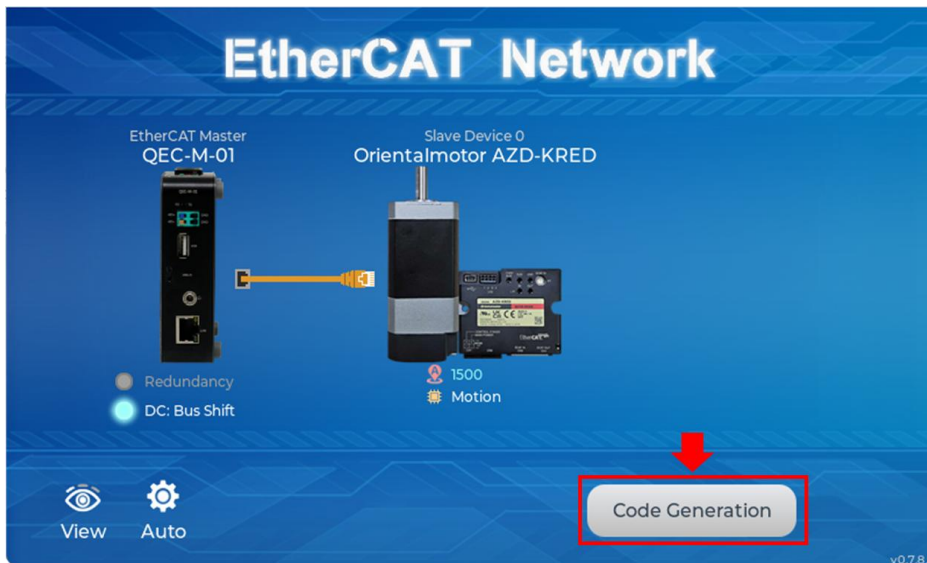 EtherCAT Network
EtherCAT Master
QEC-M-01
Slave Device 0
Orientalmotor AZD-KRED
Redundancy
DC: Bus Shift
1500
Motion
View
Auto
Code Generation
v0.7.8